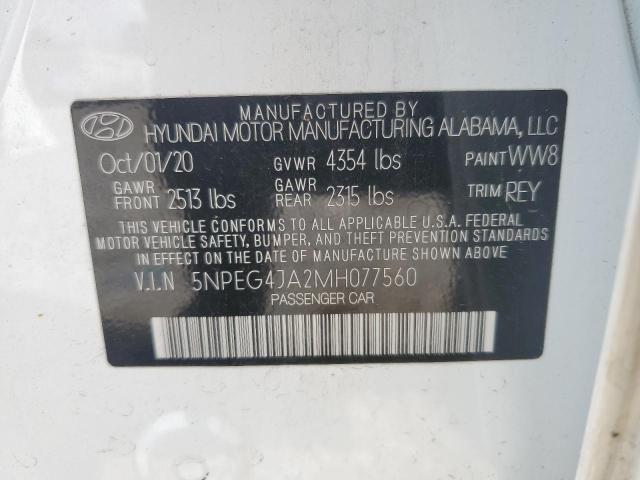 MANUFACTURED BY
HYUNDAI MOTOR MANUFACTURING ALABAMA, LLC
Oct/01/20 GVWR 4354 lbs PAINT WW8
GAWR FRONT 2513 lbs GAWR REAR 2315 lbs TRIM REY
THIS VEHICLE CONFORMS TO ALL APPLICABLE U.S.A. FEDERAL
MOTOR VEHICLE SAFETY, BUMPER, AND THEFT PREVENTION STANDARDS
IN EFFECT ON THE DATE OF MANUFACTURE SHOWN ABOVE
V.I.N 5NPEG4JA2MH077560
PASSENGER CAR